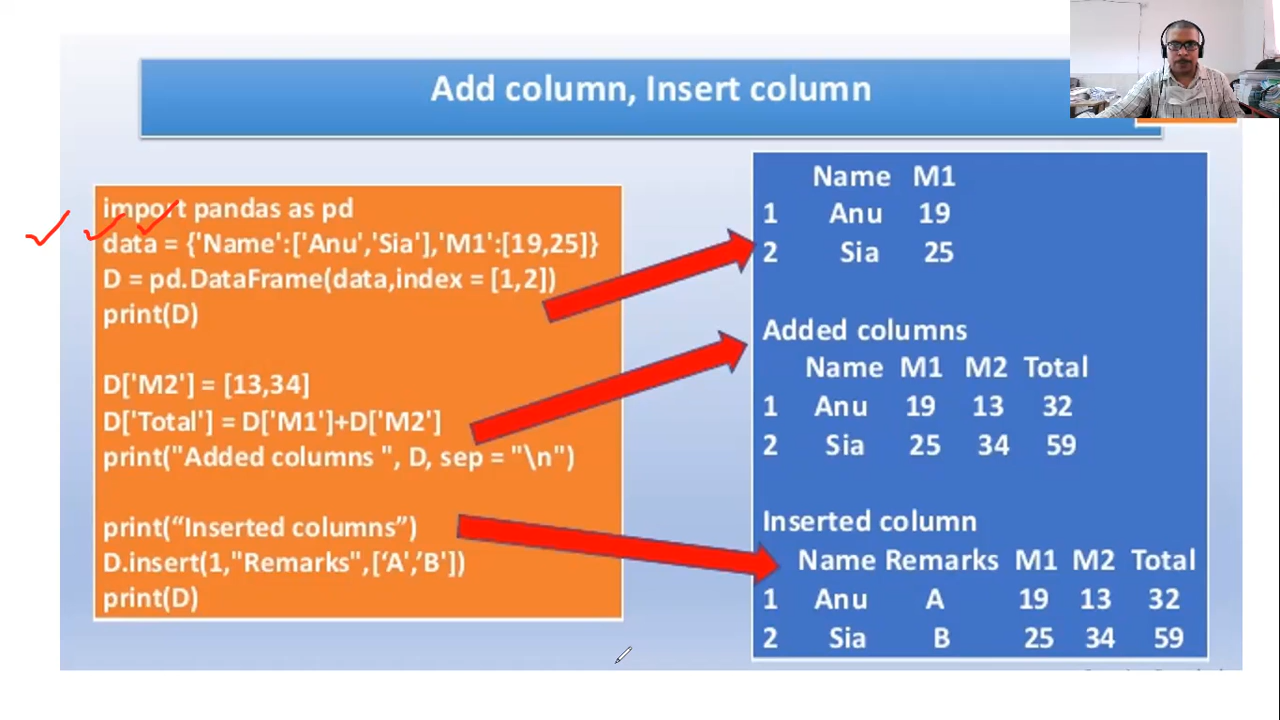 Add column, Insert column
import pandas as pd
data = {'Name':['Anu','Sia'],'M1':[19,25]}
D = pd.DataFrame(data,index = [1,2])
print(D)
D['M2'] = [13,34]
D['Total'] = D['M1']+D['M2']
print("Added columns ", D, sep = "\n")
print(“Inserted columns”)
D.insert(1,"Remarks",[‘A',’B'])
print(D)
Name M1
1 Anu 19
2 Sia 25
Added columns
Name M1 M2 Total
1 Anu 19 13 32
2 Sia 25 34 59
Inserted column
Name Remarks M1 M2 Total
1 Anu A 19 13 32
2 Sia B 25 34 59